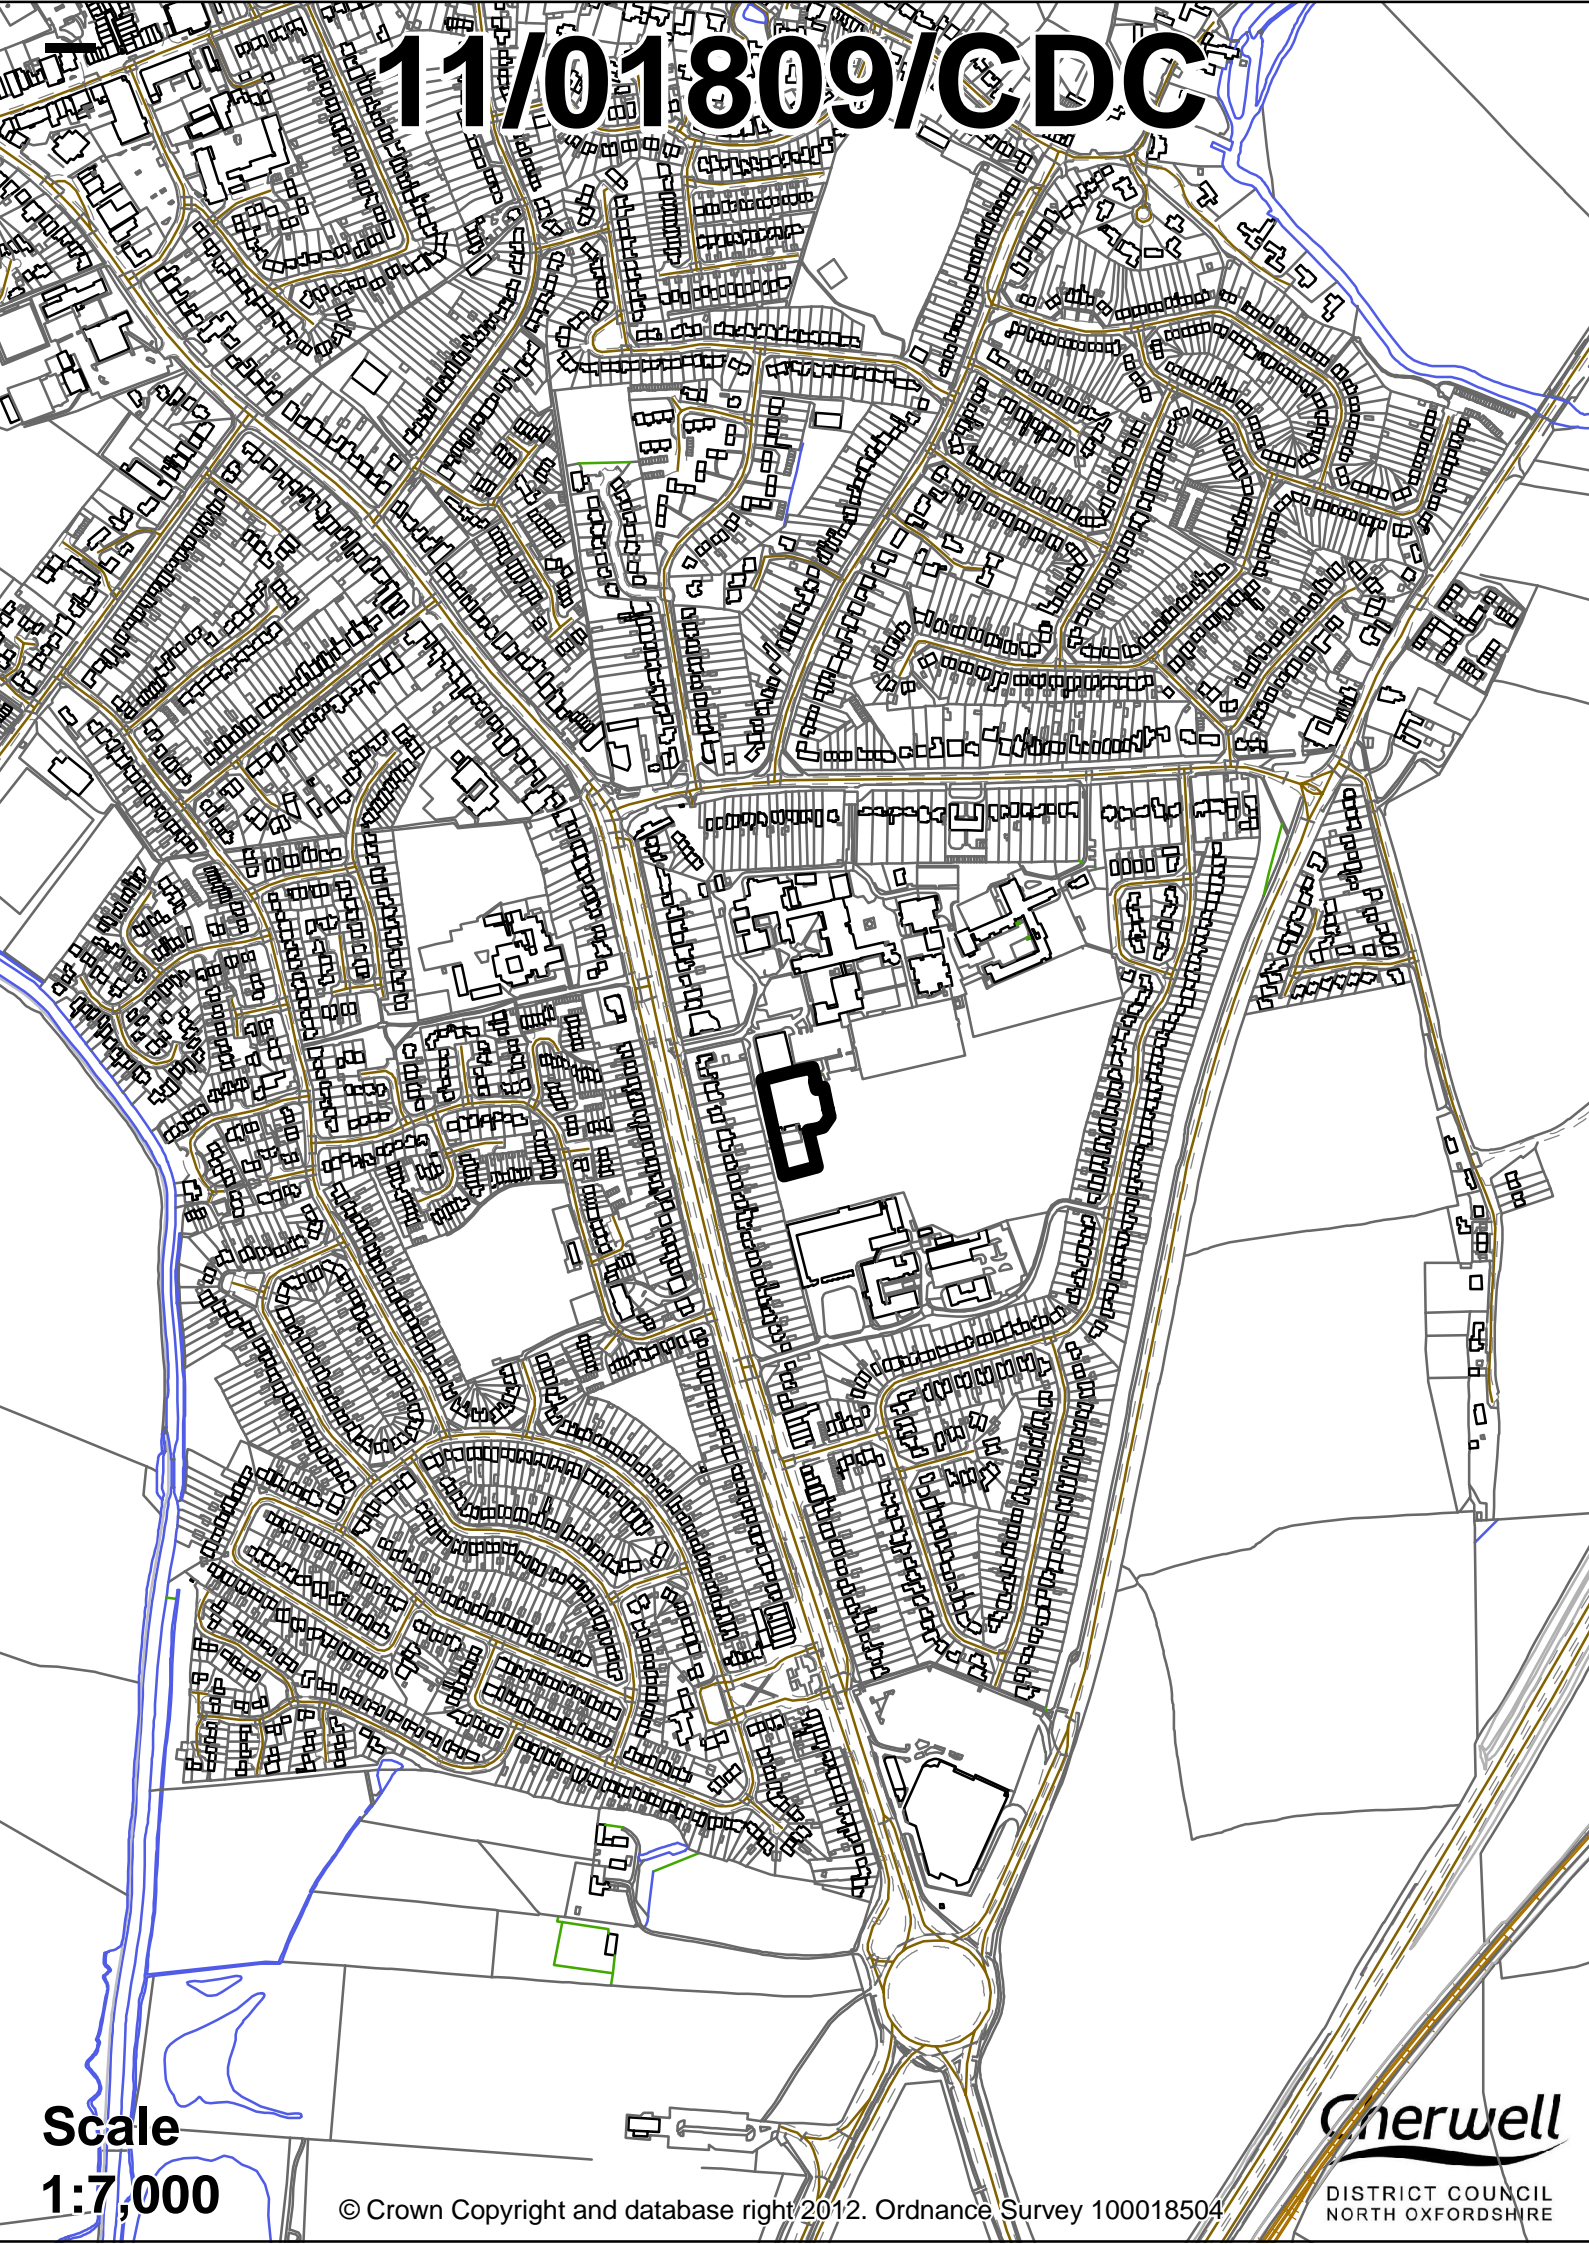 11/01809/CDC
Scale
1:7,000
© Crown Copyright and database right 2012. Ordnance Survey 100018504
Cherwell
DISTRICT COUNCIL
NORTH OXFORDSHIRE